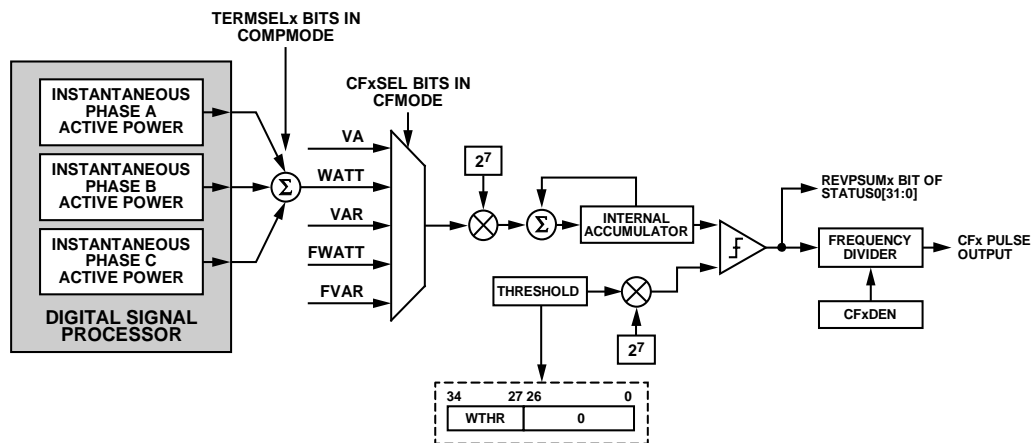 TERMSELx BITS IN
COMPMODE
CFxSEL BITS IN
CFMODE
INSTANTANEOUS
PHASE A
ACTIVE POWER
INSTANTANEOUS
PHASE B
ACTIVE POWER
INSTANTANEOUS
PHASE C
ACTIVE POWER
DIGITAL SIGNAL
PROCESSOR
Σ
VA
WATT
VAR
FWATT
FVAR
2⁷
Σ
INTERNAL
ACCUMULATOR
THRESHOLD
2⁷
REVPSUMx BIT OF
STATUS0[31:0]
FREQUENCY
DIVIDER
CFx PULSE
OUTPUT
CFxDEN
34 27 26 0
WTHR 0